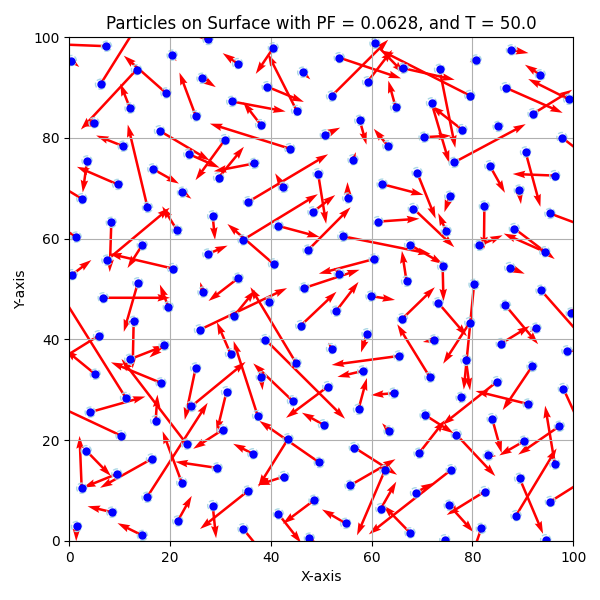 Particles on Surface with PF = 0.0628, and T = 50.0
100
80
60
40
20
0
Y-axis
0 20 40 60 80 100
X-axis